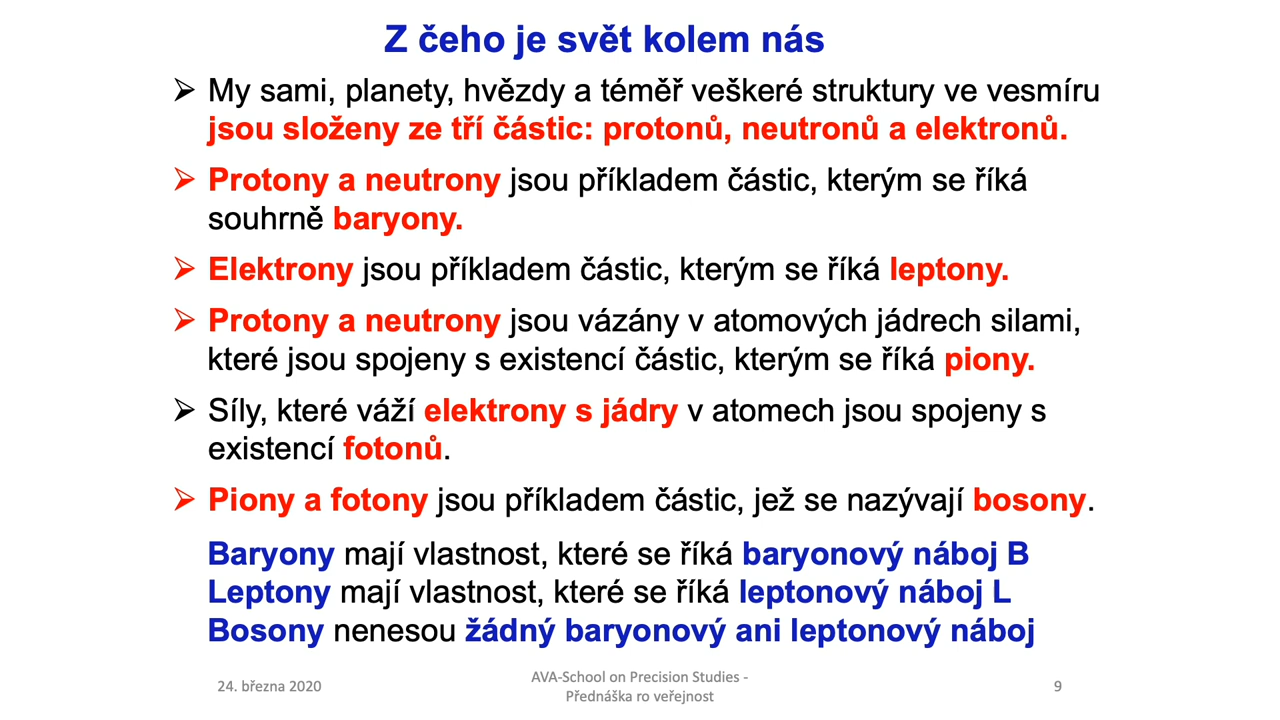 Z čeho je svět kolem nás
➢ My sami, planety, hvězdy a téměř veškeré struktury ve vesmíru
jsou složeny ze tří částic: protonů, neutronů a elektronů.
➢ Protony a neutrony jsou příkladem částic, kterým se říká
souhrně baryony.
➢ Elektrony jsou příkladem částic, kterým se říká leptony.
➢ Protony a neutrony jsou vázány v atomových jádrech silami,
které jsou spojeny s existencí částic, kterým se říká piony.
➢ Síly, které váží elektrony s jádry v atomech jsou spojeny s
existencí fotonů.
➢ Piony a fotony jsou příkladem částic, jež se nazývají bosony.
Baryony mají vlastnost, které se říká baryonový náboj B
Leptony mají vlastnost, které se říká leptonový náboj L
Bosony nenesou žádný baryonový ani leptonový náboj
24. března 2020
AVA-School on Precision Studies -
Přednáška ro veřejnost
9